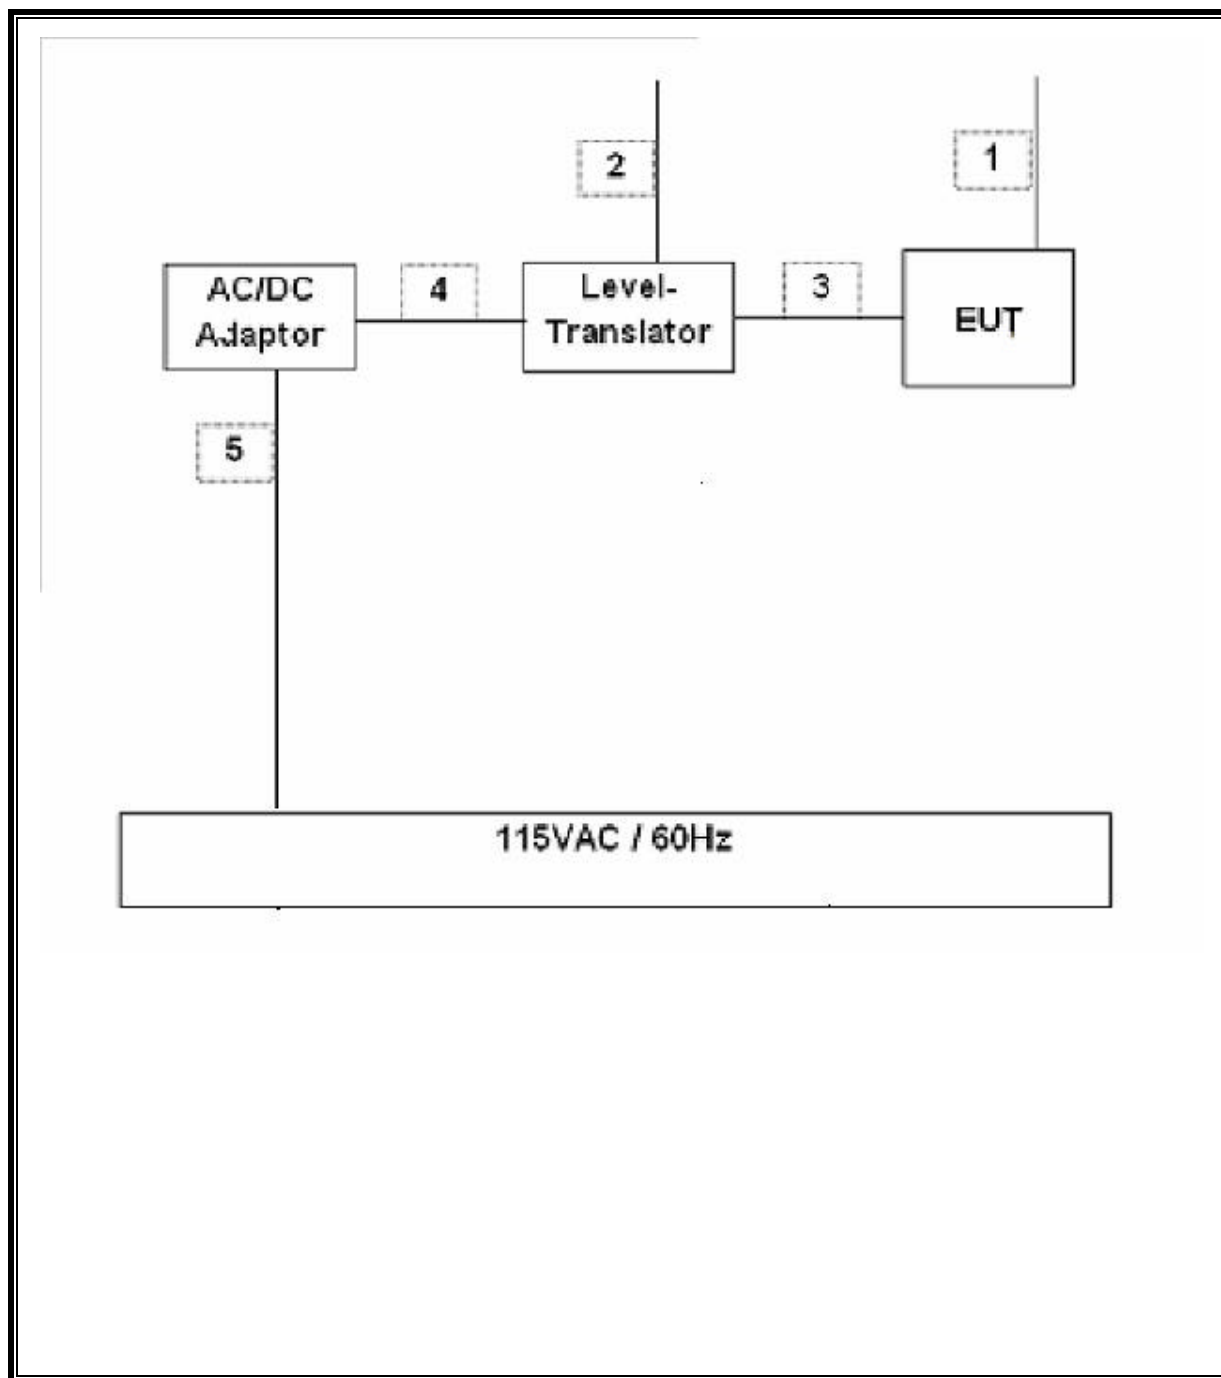 2
1
AC/DC
Adaptor
4
Level-
Translator
3
EUT
5
115VAC / 60Hz